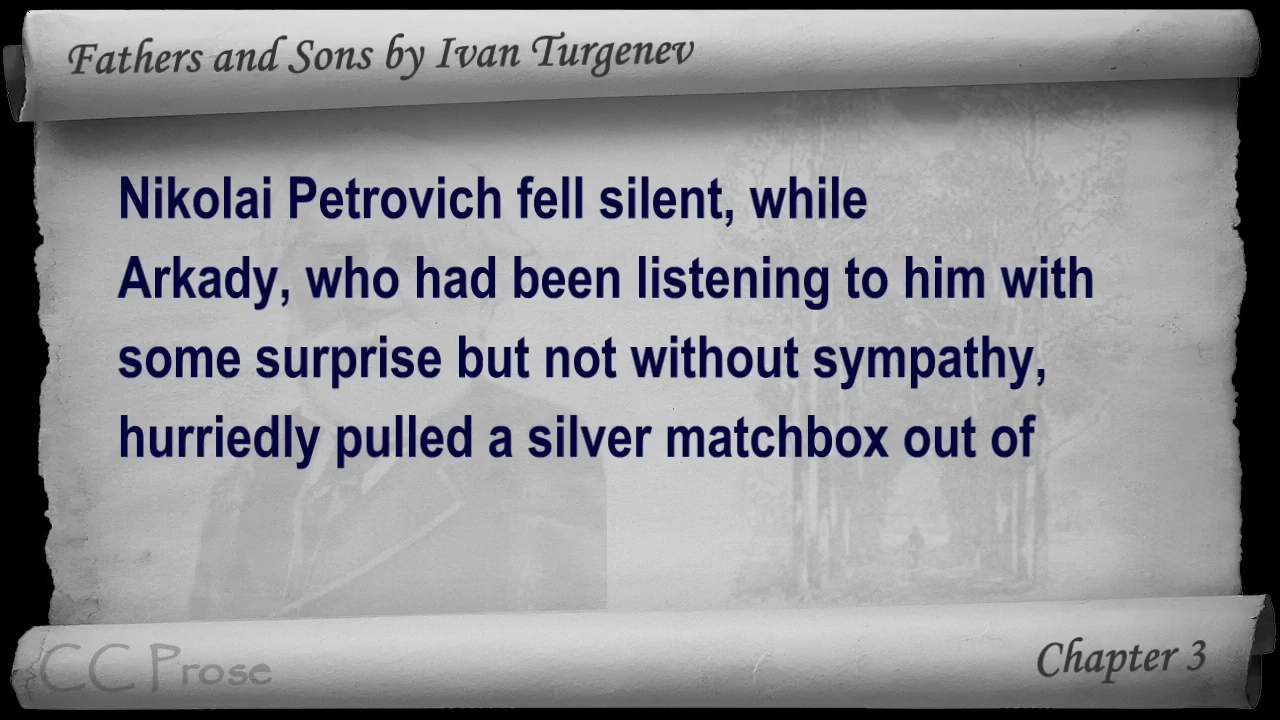 Fathers and Sons by Ivan Turgenev
Nikolai Petrovich fell silent, while
Arkady, who had been listening to him with
some surprise but not without sympathy,
hurriedly pulled a silver matchbox out of
CC Prose
Chapter 3